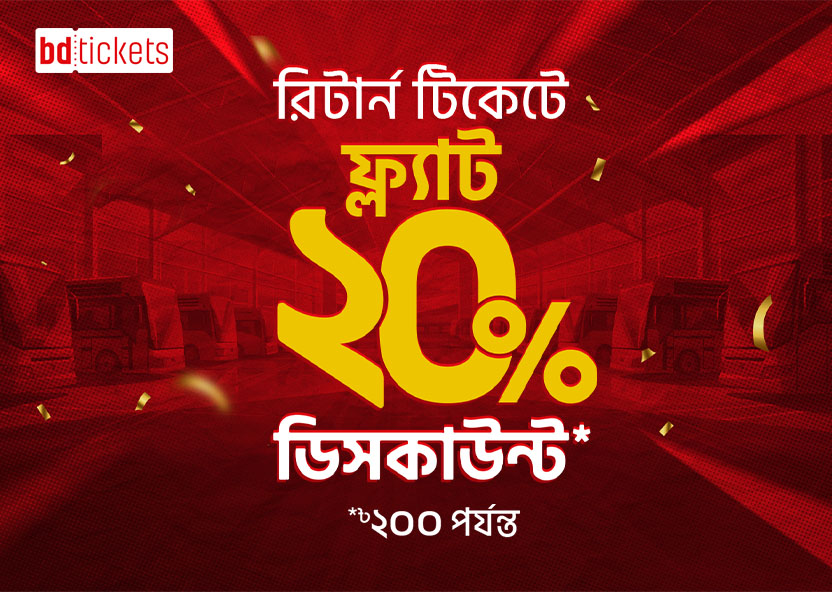 bdtickets
রিটার্ন টিকেটে
ফ্ল্যাট
২০%
ডিসকাউন্ট*
*৳২০০ পর্যন্ত